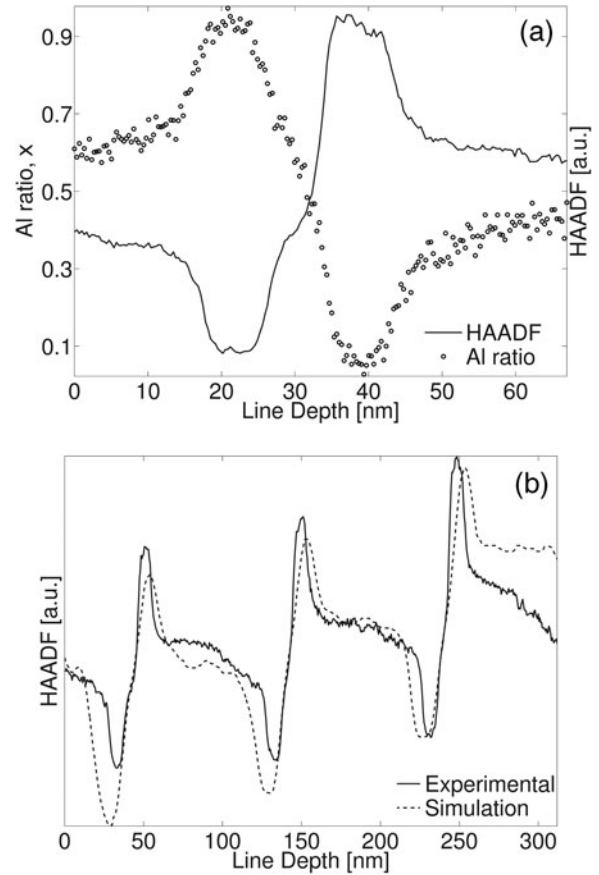 (a)
0.9
0.7
0.5
0.3
0.1
Al ratio, x
HAADF [a.u.]
HAADF
Al ratio
0 10 20 30 40 50 60
Line Depth [nm]
(b)
HAADF [a.u.]
Experimental
Simulation
0 50 100 150 200 250 300
Line Depth [nm]